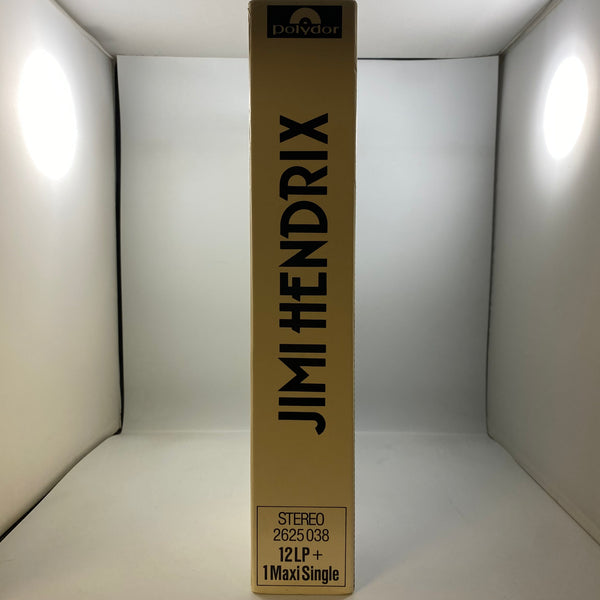 polydor
JIMI HENDRIX
STEREO
2625 038
12 LP +
1 Maxi Single